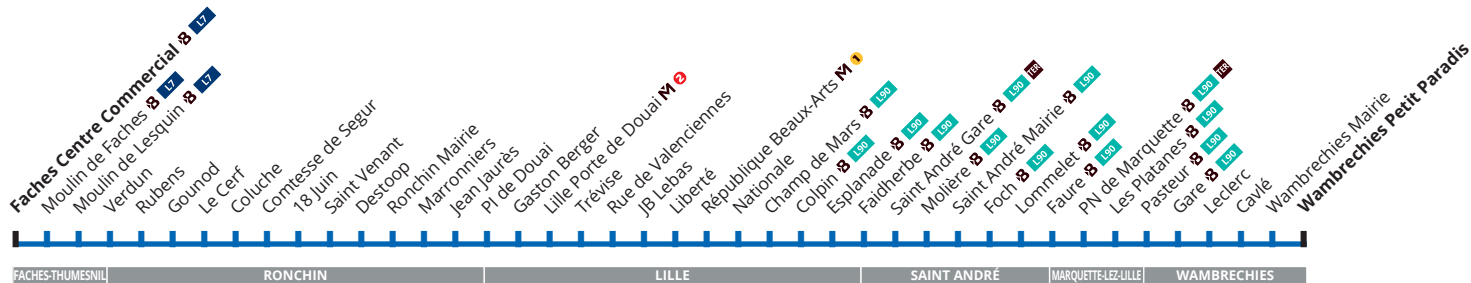 Faches Centre Commercial L7
Moulin de Faches L7
Moulin de Lesquin L7
Verdun
Rubens
Gounod
Le Cerf
Coluche
Comtesse de Segur
18 Juin
Saint Venant
Destoop
Ronchin Mairie
Marronniers
Jean Jaurès
Pl de Douai
Gaston Berger
Lille Porte de Douai M 2
Trévise
Rue de Valenciennes
JB Lebas
Liberté
République Beaux-Arts M 1
Nationale
Champ de Mars L90
Colpin L90
Esplanade L90
Faidherbe L90
Saint André Gare L90 TER
Molière L90
Saint André Mairie L90
Foch L90
Lommelet L90
Faure L90
PN de Marquette L90 TER
Les Platanes L90
Pasteur L90
Gare L90
Leclerc
Cavlé
Wambrechies Mairie
Wambrechies Petit Paradis
FACHES-THUMESNIL
RONCHIN
LILLE
SAINT ANDRÉ
MARQUETTE-LEZ-LILLE
WAMBRECHIES